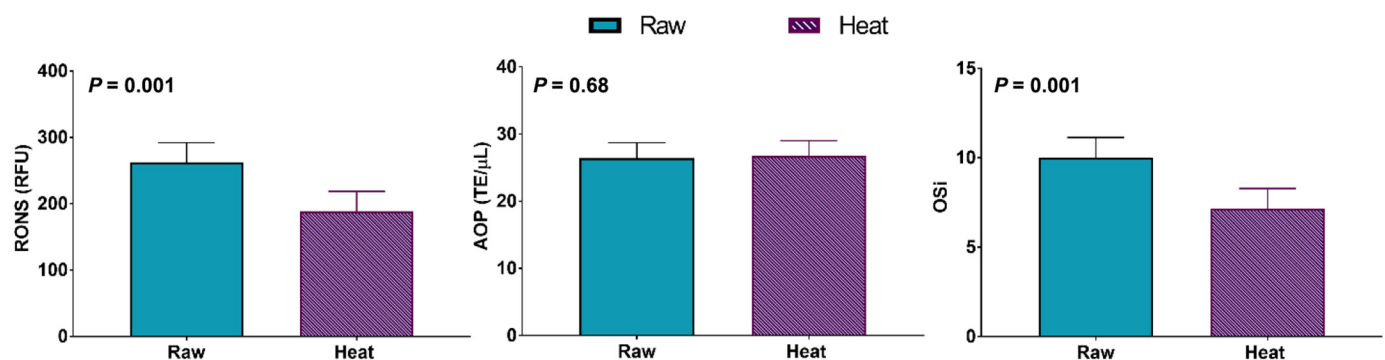 Raw Heat
P = 0.001
RONS (RFU)
400
300
200
100
0
Raw Heat
P = 0.68
AOP (TE/μL)
40
30
20
10
0
Raw Heat
P = 0.001
OSi
15
10
5
0
Raw Heat